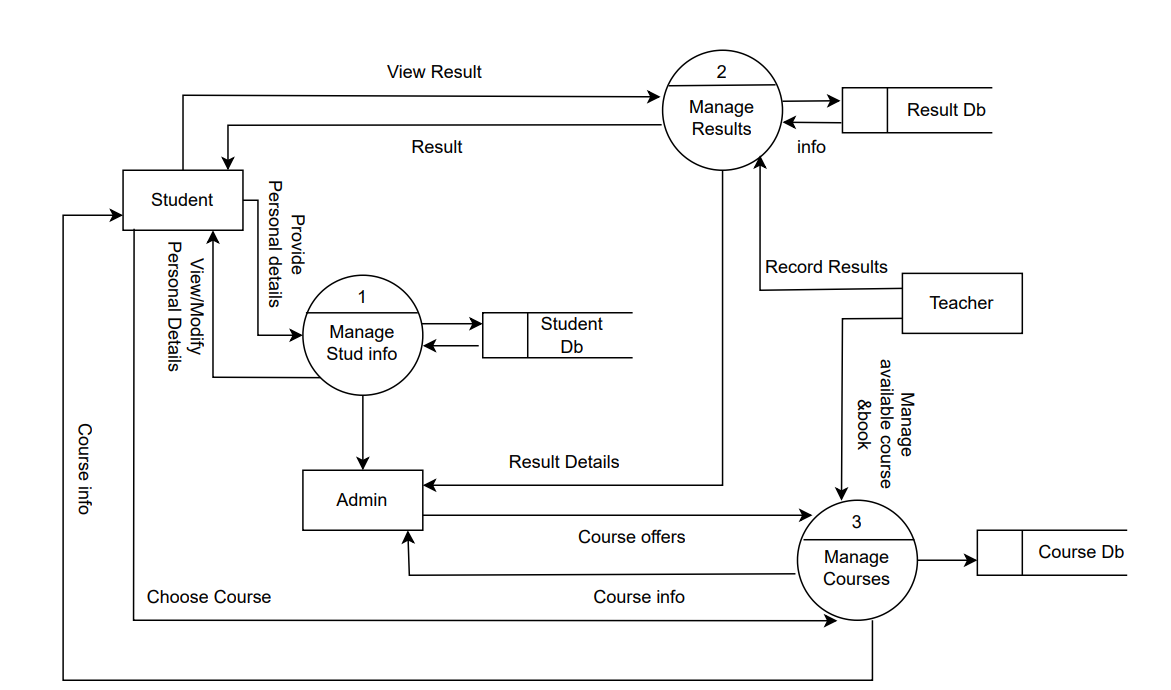 View Result
2
Manage
Results
Result Db
info
Result
Student
Provide
Personal details
View/Modify
Personal Details
Record Results
Teacher
1
Manage
Stud info
Student
Db
Manage
available course
&book
Course info
Result Details
Admin
Course offers
3
Manage
Courses
Course Db
Choose Course
Course info